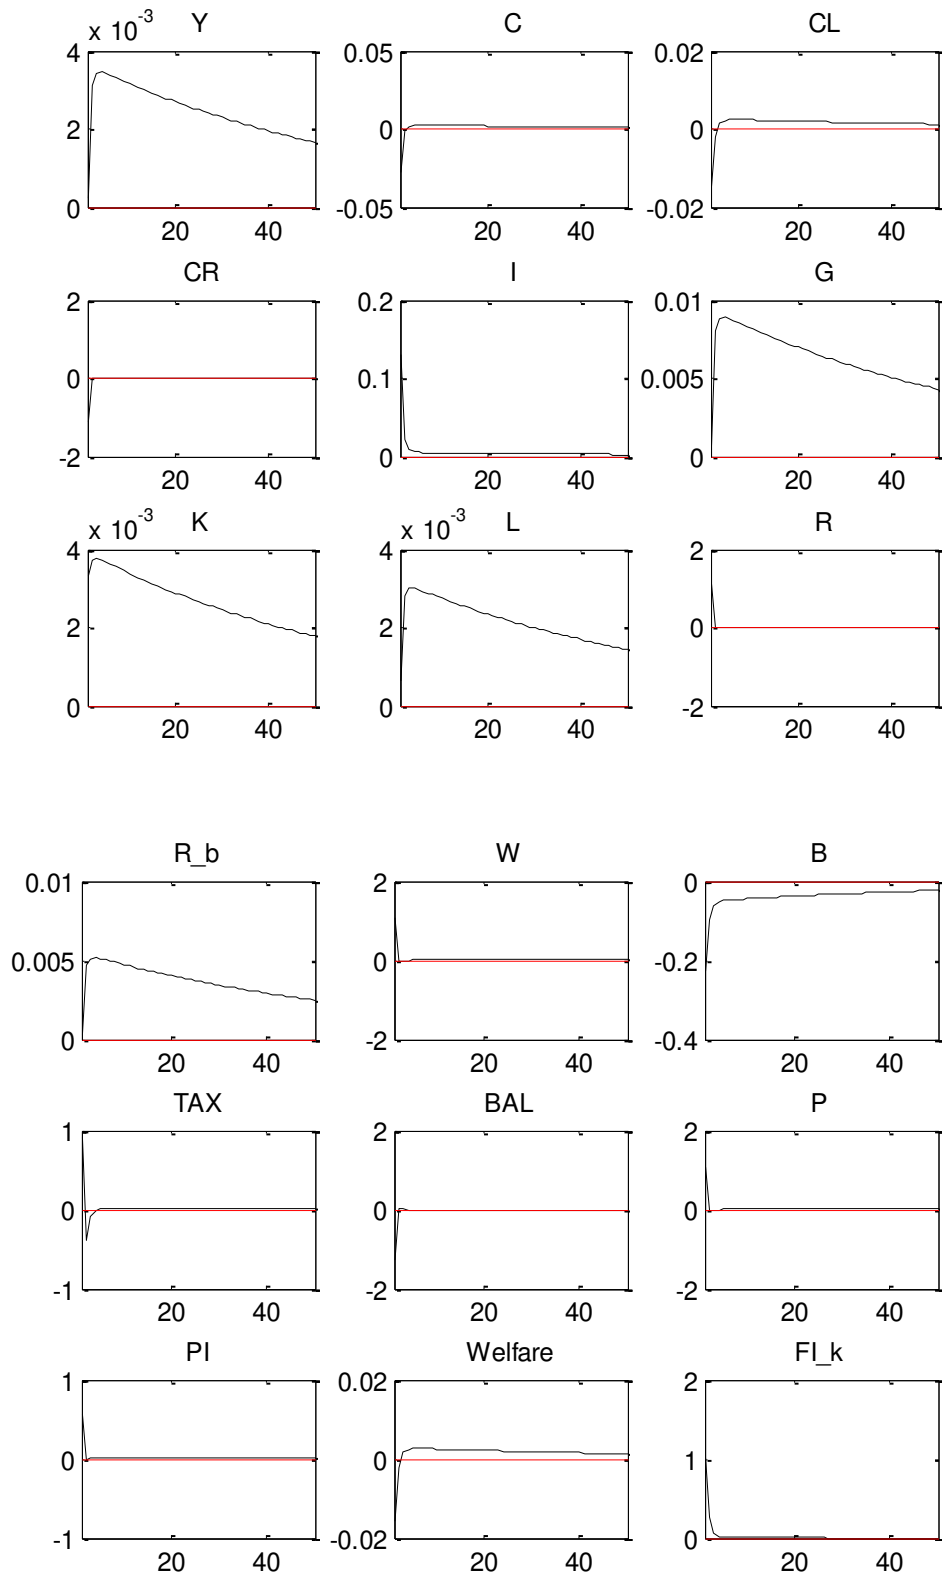 Y C CL
x 10^-3
4 0.05 0.02
2 0 0
0 -0.05 -0.02
20 40 20 40 20 40
CR I G
2 0.2 0.01
0 0.1 0.005
-2 0 0
20 40 20 40 20 40
K L R
x 10^-3 x 10^-3
4 4 2
2 2 0
0 0 -2
20 40 20 40 20 40
R_b W B
0.01 2 0
0.005 0 -0.2
0 -2 -0.4
20 40 20 40 20 40
TAX BAL P
1 2 2
0 0 0
-1 -2 -2
20 40 20 40 20 40
PI Welfare FI_k
1 0.02 2
0 0 1
-1 -0.02 0
20 40 20 40 20 40